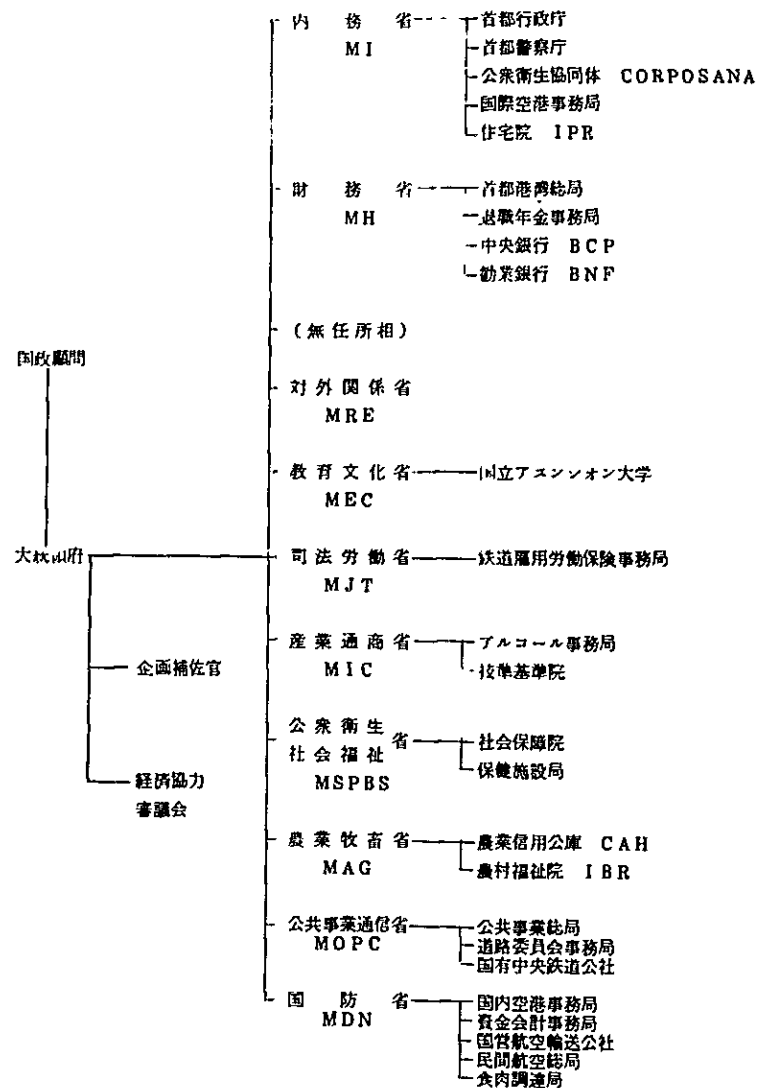 内務省
MI
首都行政庁
首都警察庁
公衆衛生協同体 CORPOSANA
国際空港事務局
住宅院 IPR
財務省
MH
首都港湾総局
退職年金事務局
中央銀行 BCP
勧業銀行 BNF
(無任所相)
国政顧問
対外関係省
MRE
教育文化省
MEC
国立アスンシオン大学
大統領府
司法労働省
MJT
鉄道雇用労働保険事務局
産業通商省
MIC
アルコール事務局
技準基準院
企画補佐官
公衆衛生
社会福祉省
MSPBS
社会保障院
保健施設局
経済協力
審議会
農業牧畜省
MAG
農業信用公庫 CAH
農村福祉院 IBR
公共事業通信省
MOPC
公共事業総局
道路委員会事務局
国有中央鉄道公社
国防省
MDN
国内空港事務局
資金会計事務局
国営航空輸送公社
民間航空総局
食肉調達局